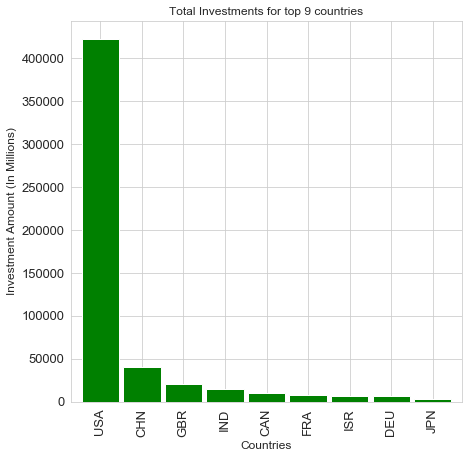 Total Investments for top 9 countries
Investment Amount (In Millions)
400000
350000
300000
250000
200000
150000
100000
50000
0
USA CHN GBR IND CAN FRA ISR DEU JPN
Countries